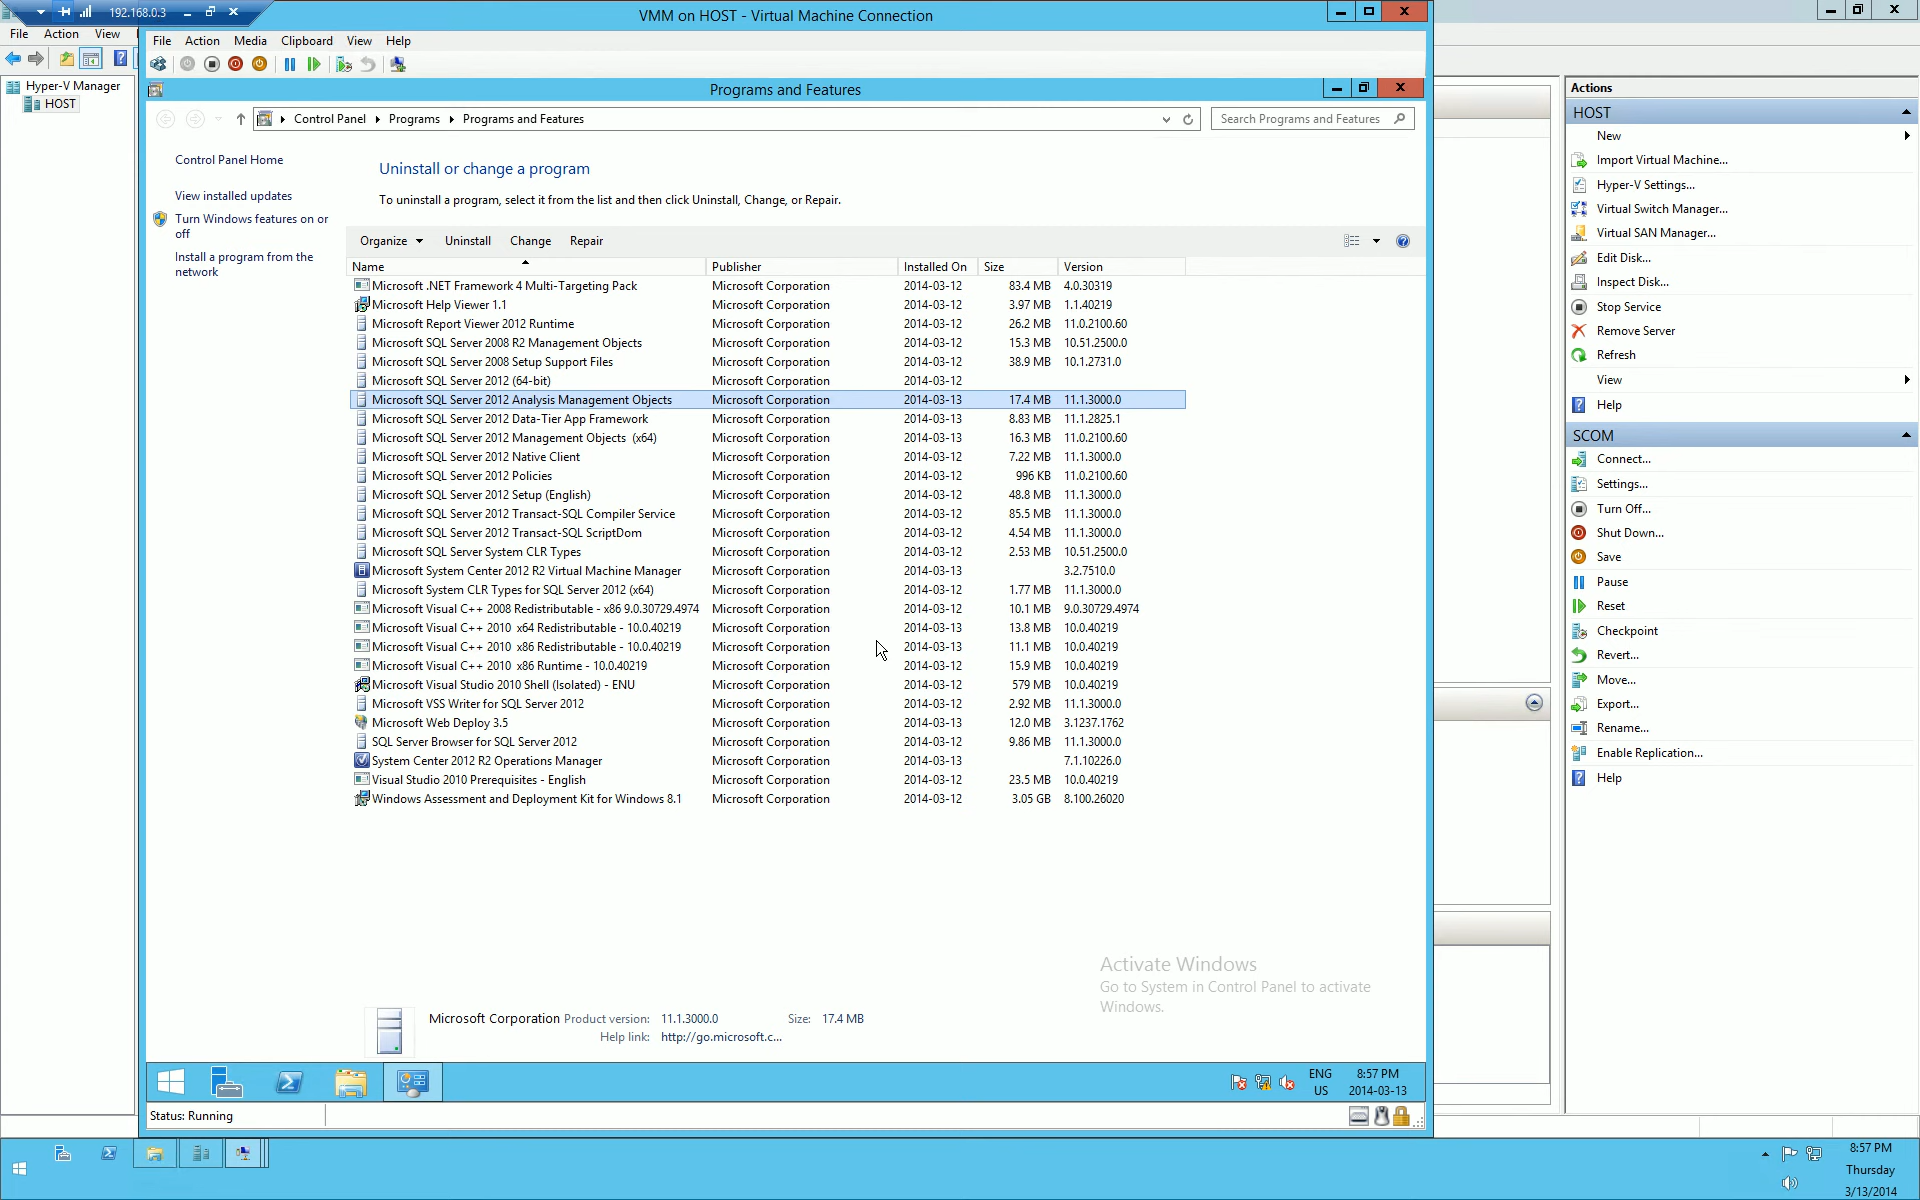 192.168.0.3
File Action View
Hyper-V Manager
HOST
VMM on HOST - Virtual Machine Connection
File Action Media Clipboard View Help
Programs and Features
Control Panel Programs Programs and Features
Search Programs and Features
Control Panel Home
View installed updates
Turn Windows features on or
off
Install a program from the
network
Uninstall or change a program
To uninstall a program, select it from the list and then click Uninstall, Change, or Repair.
Organize Uninstall Change Repair
Name Publisher Installed On Size Version
Microsoft .NET Framework 4 Multi-Targeting Pack Microsoft Corporation 2014-03-12 83.4 MB 4.0.30319
Microsoft Help Viewer 1.1 Microsoft Corporation 2014-03-12 3.97 MB 1.1.40219
Microsoft Report Viewer 2012 Runtime Microsoft Corporation 2014-03-12 26.2 MB 11.0.2100.60
Microsoft SQL Server 2008 R2 Management Objects Microsoft Corporation 2014-03-12 15.3 MB 10.51.2500.0
Microsoft SQL Server 2008 Setup Support Files Microsoft Corporation 2014-03-12 38.9 MB 10.1.2731.0
Microsoft SQL Server 2012 (64-bit) Microsoft Corporation 2014-03-12
Microsoft SQL Server 2012 Analysis Management Objects Microsoft Corporation 2014-03-13 17.4 MB 11.1.3000.0
Microsoft SQL Server 2012 Data-Tier App Framework Microsoft Corporation 2014-03-13 8.83 MB 11.1.2825.1
Microsoft SQL Server 2012 Management Objects (x64) Microsoft Corporation 2014-03-12 16.3 MB 11.0.2100.60
Microsoft SQL Server 2012 Native Client Microsoft Corporation 2014-03-12 7.22 MB 11.1.3000.0
Microsoft SQL Server 2012 Policies Microsoft Corporation 2014-03-12 996 KB 11.0.2100.60
Microsoft SQL Server 2012 Setup (English) Microsoft Corporation 2014-03-12 48.8 MB 11.1.3000.0
Microsoft SQL Server 2012 Transact-SQL Compiler Service Microsoft Corporation 2014-03-12 85.5 MB 11.1.3000.0
Microsoft SQL Server 2012 Transact-SQL ScriptDom Microsoft Corporation 2014-03-12 4.54 MB 11.1.3000.0
Microsoft SQL Server System CLR Types Microsoft Corporation 2014-03-12 2.53 MB 10.51.2500.0
Microsoft System Center 2012 R2 Virtual Machine Manager Microsoft Corporation 2014-03-13 3.2.7510.0
Microsoft System CLR Types for SQL Server 2012 (x64) Microsoft Corporation 2014-03-12 1.77 MB 11.1.3000.0
Microsoft Visual C++ 2008 Redistributable - x86 9.0.30729.4974 Microsoft Corporation 2014-03-12 10.1 MB 9.0.30729.4974
Microsoft Visual C++ 2010 x64 Redistributable - 10.0.40219 Microsoft Corporation 2014-03-13 13.8 MB 10.0.40219
Microsoft Visual C++ 2010 x86 Redistributable - 10.0.40219 Microsoft Corporation 2014-03-13 11.1 MB 10.0.40219
Microsoft Visual C++ 2010 x86 Runtime - 10.0.40219 Microsoft Corporation 2014-03-12 15.9 MB 10.0.40219
Microsoft Visual Studio 2010 Shell (Isolated) - ENU Microsoft Corporation 2014-03-12 579 MB 10.0.40219
Microsoft VSS Writer for SQL Server 2012 Microsoft Corporation 2014-03-12 2.92 MB 11.1.3000.0
Microsoft Web Deploy 3.5 Microsoft Corporation 2014-03-13 12.0 MB 3.1237.1762
SQL Server Browser for SQL Server 2012 Microsoft Corporation 2014-03-12 9.86 MB 11.1.3000.0
System Center 2012 R2 Operations Manager Microsoft Corporation 2014-03-13 7.1.10226.0
Visual Studio 2010 Prerequisites - English Microsoft Corporation 2014-03-12 23.5 MB 10.0.40219
Windows Assessment and Deployment Kit for Windows 8.1 Microsoft Corporation 2014-03-12 3.05 GB 8.100.26020
Activate Windows
Go to System in Control Panel to activate
Windows.
Microsoft Corporation Product version: 11.1.3000.0 Size: 17.4 MB
Help link: http://go.microsoft.c...
ENG
US
8:57 PM
2014-03-13
Status: Running
Actions
HOST
New
Import Virtual Machine...
Hyper-V Settings...
Virtual Switch Manager...
Virtual SAN Manager...
Edit Disk...
Inspect Disk...
Stop Service
Remove Server
Refresh
View
Help
SCOM
Connect...
Settings...
Turn Off...
Shut Down...
Save
Pause
Reset
Checkpoint
Revert...
Move...
Export...
Rename...
Enable Replication...
Help
8:57 PM
Thursday
3/13/2014